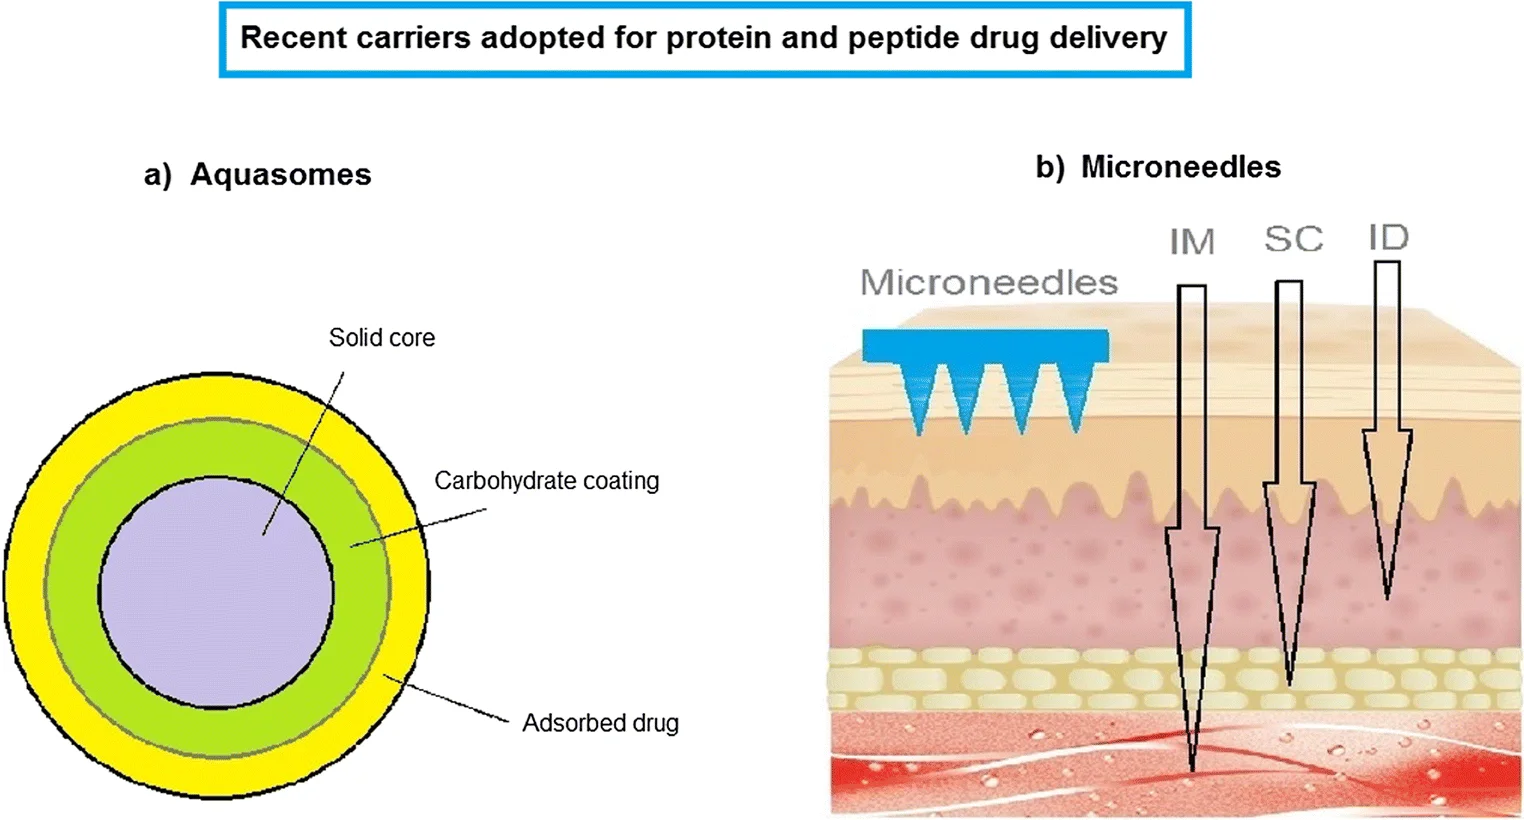 Recent carriers adopted for protein and peptide drug delivery
a) Aquasomes
Solid core
Carbohydrate coating
Adsorbed drug
b) Microneedles
Microneedles
IM
SC
ID